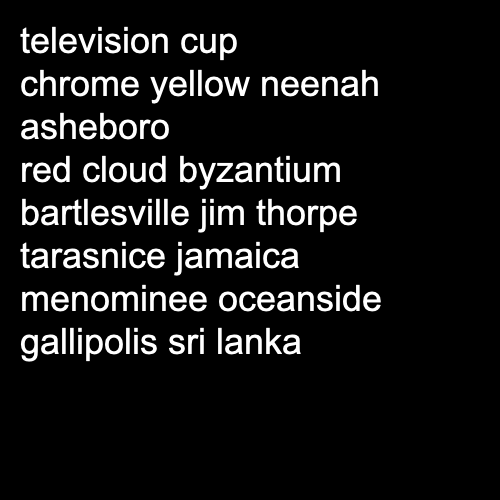 television cup
chrome yellow neenah
asheboro
red cloud byzantium
bartlesville jim thorpe
tarasnice jamaica
menominee oceanside
gallipolis sri lanka